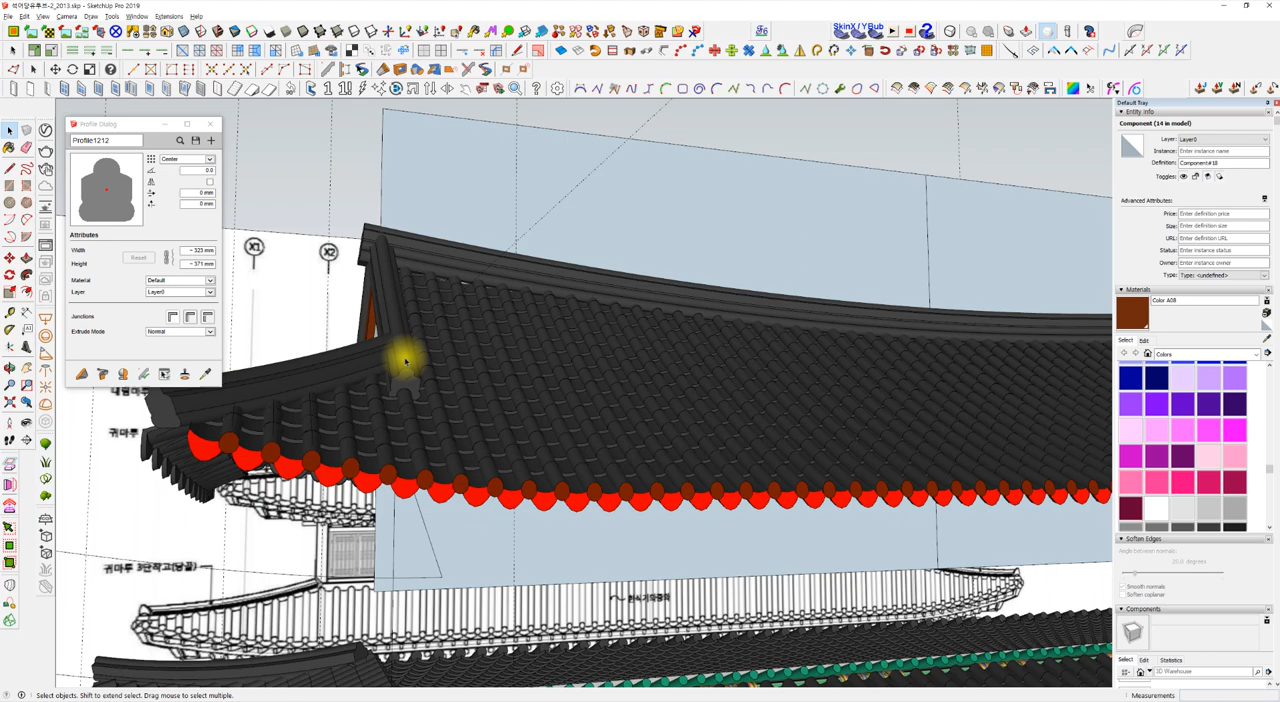 석어당유투브-2_2013.skp - SketchUp Pro 2019
File Edit View Camera Draw Tools Window Extensions Help
Default Tray
Entity Info
Component (14 in model)
Layer: Layer0
Instance: Enter instance name
Definition: Component#18
Toggles:
Advanced Attributes:
Price: Enter definition price
Size: Enter definition size
URL: Enter definition URL
Status: Enter instance status
Owner: Enter instance owner
Type: Type: <undefined>
Materials
Color A08
Select Edit
Colors
Soften Edges
Angle between normals:
20.0 degrees
Smooth normals
Soften coplanar
Components
Select Edit Statistics
3D Warehouse
Measurements
Profile Dialog
Profile1212
Center
0.0
0 mm
0 mm
Attributes
Width ~ 323 mm
Reset
Height ~ 371 mm
Material Default
Layer Layer0
Junctions
Extrude Mode Normal
X1
X2
귀마루
귀마루 3단착고(당골)
한식기와잇기
Select objects. Shift to extend select. Drag mouse to select multiple.